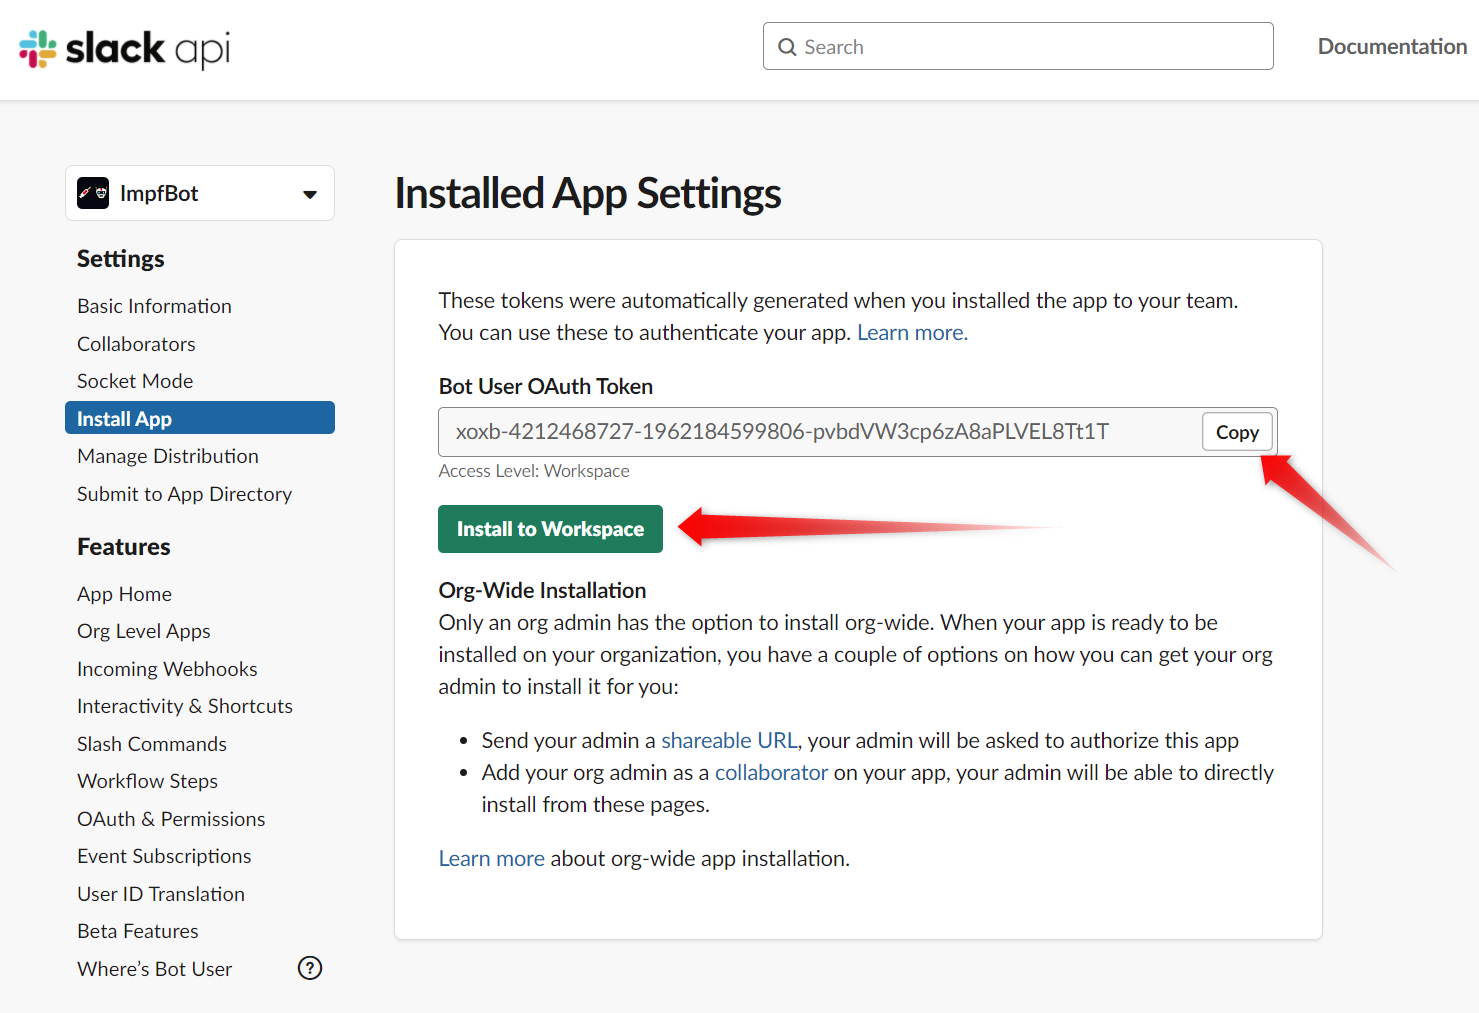 slack api
Search
Documentation
ImpfBot
Settings
Basic Information
Collaborators
Socket Mode
Install App
Manage Distribution
Submit to App Directory
Features
App Home
Org Level Apps
Incoming Webhooks
Interactivity & Shortcuts
Slash Commands
Workflow Steps
OAuth & Permissions
Event Subscriptions
User ID Translation
Beta Features
Where's Bot User
?
Installed App Settings
These tokens were automatically generated when you installed the app to your team.
You can use these to authenticate your app. Learn more.
Bot User OAuth Token
xoxb-4212468727-1962184599806-pvbdVW3cp6zA8aPLVEL8Tt1T
Copy
Access Level: Workspace
Install to Workspace
Org-Wide Installation
Only an org admin has the option to install org-wide. When your app is ready to be
installed on your organization, you have a couple of options on how you can get your org
admin to install it for you:
• Send your admin a shareable URL, your admin will be asked to authorize this app
• Add your org admin as a collaborator on your app, your admin will be able to directly
install from these pages.
Learn more about org-wide app installation.